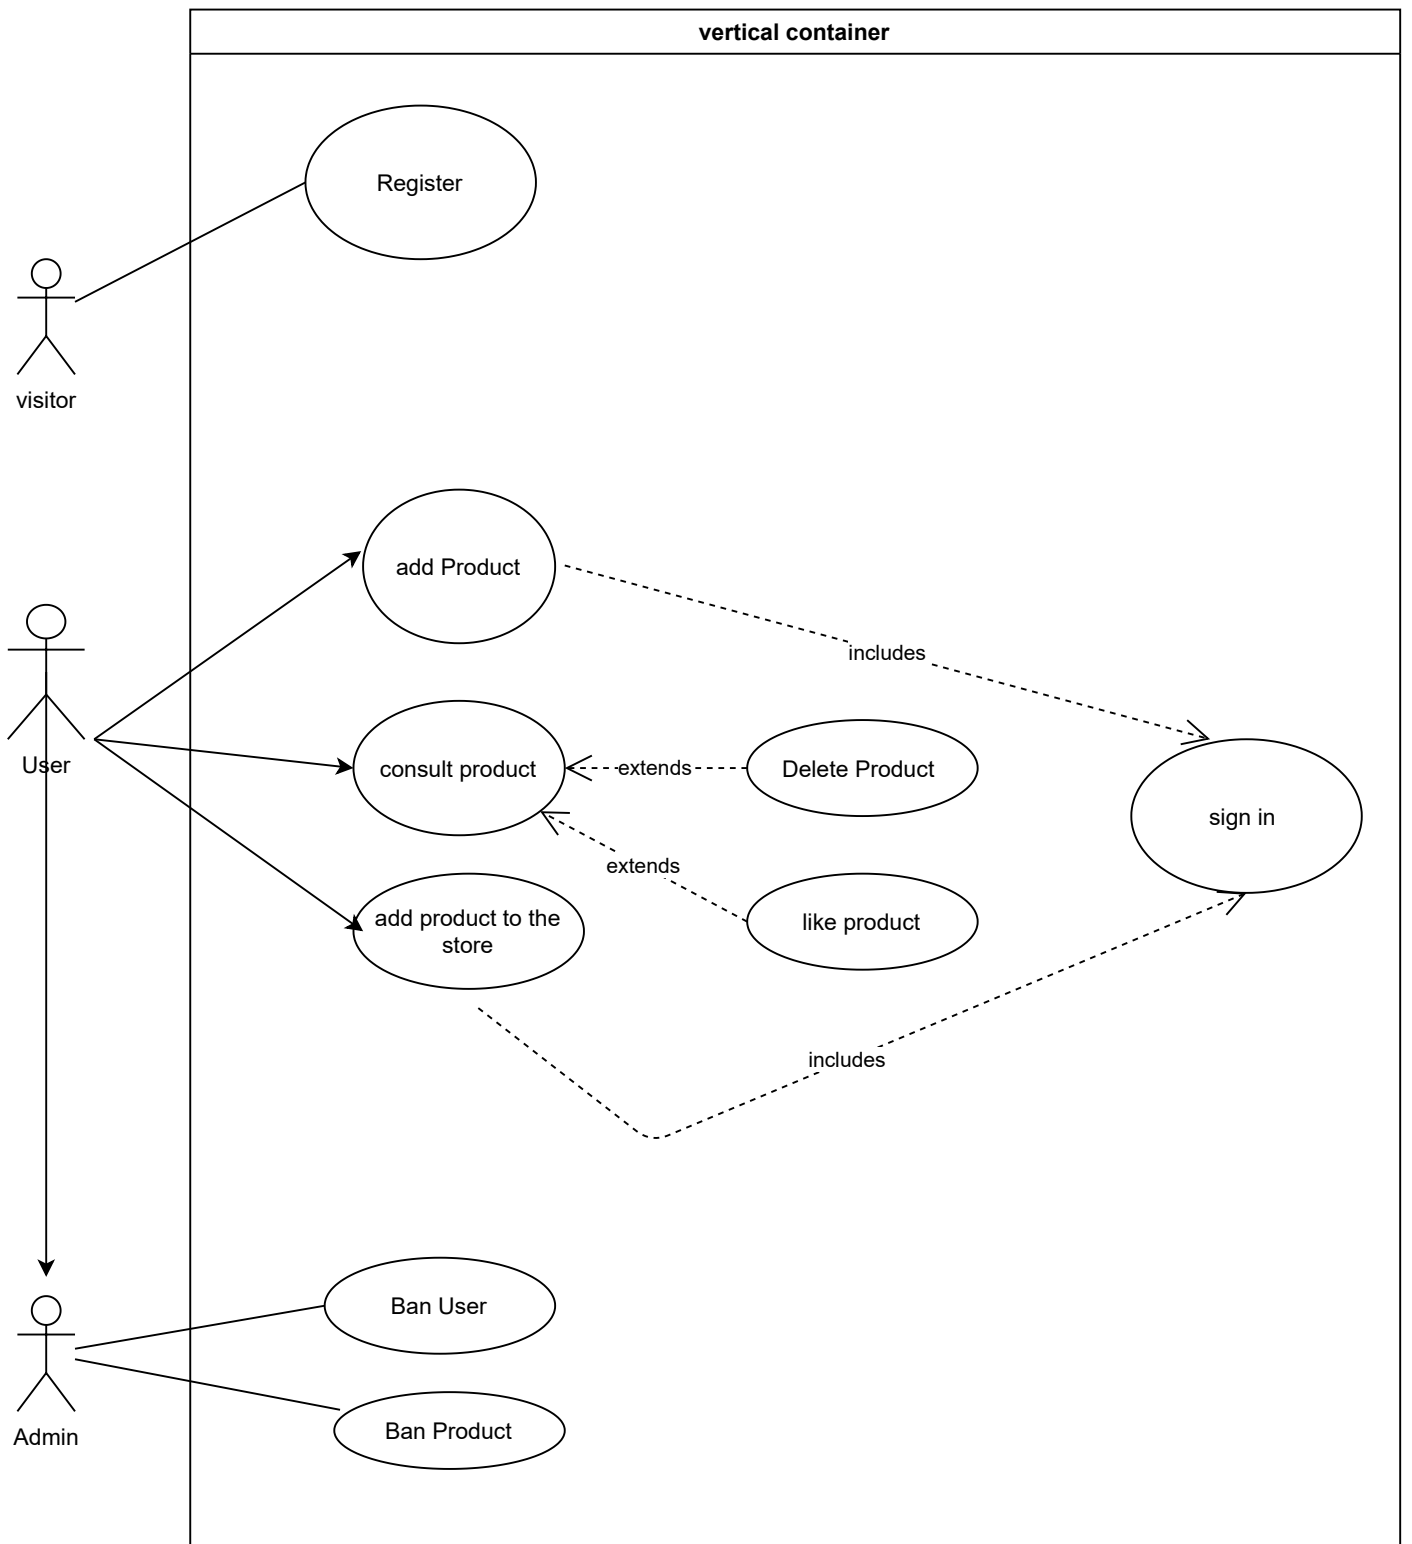 vertical container
Register
visitor
add Product
includes
User
consult product
extends
Delete Product
sign in
extends
add product to the
store
like product
includes
Ban User
Ban Product
Admin